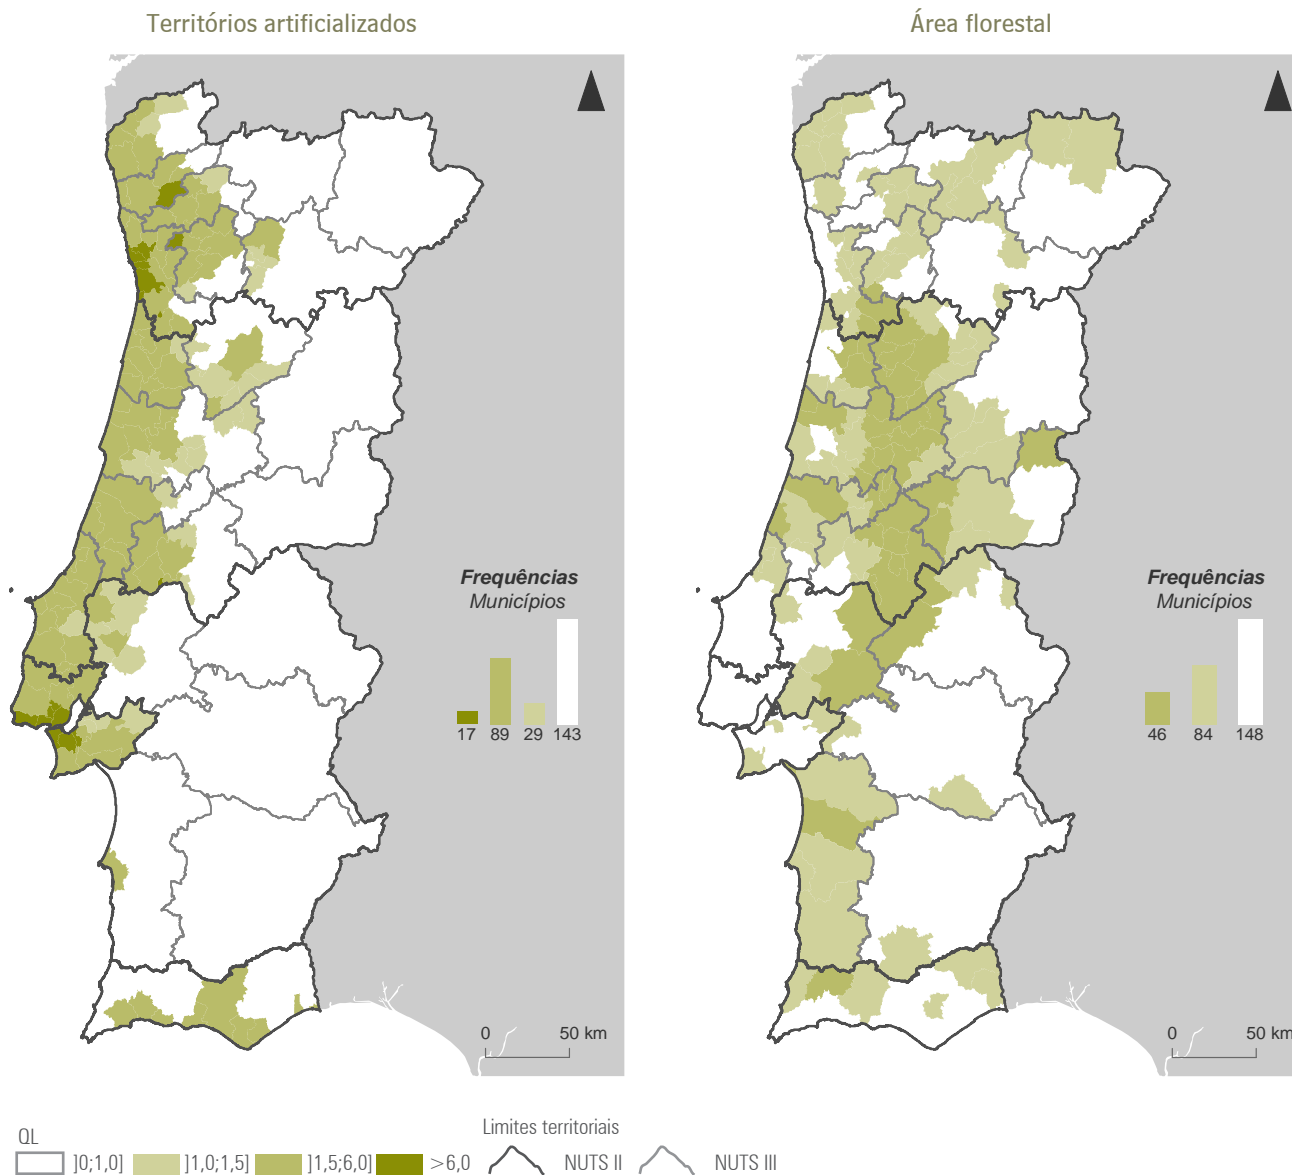 Territórios artificializados
Área florestal
Frequências
Municípios
17 89 29 143
0 50 km
Frequências
Municípios
46 84 148
0 50 km
QL
]0;1,0] ]1,0;1,5] ]1,5;6,0] >6,0
Limites territoriais
NUTS II NUTS III